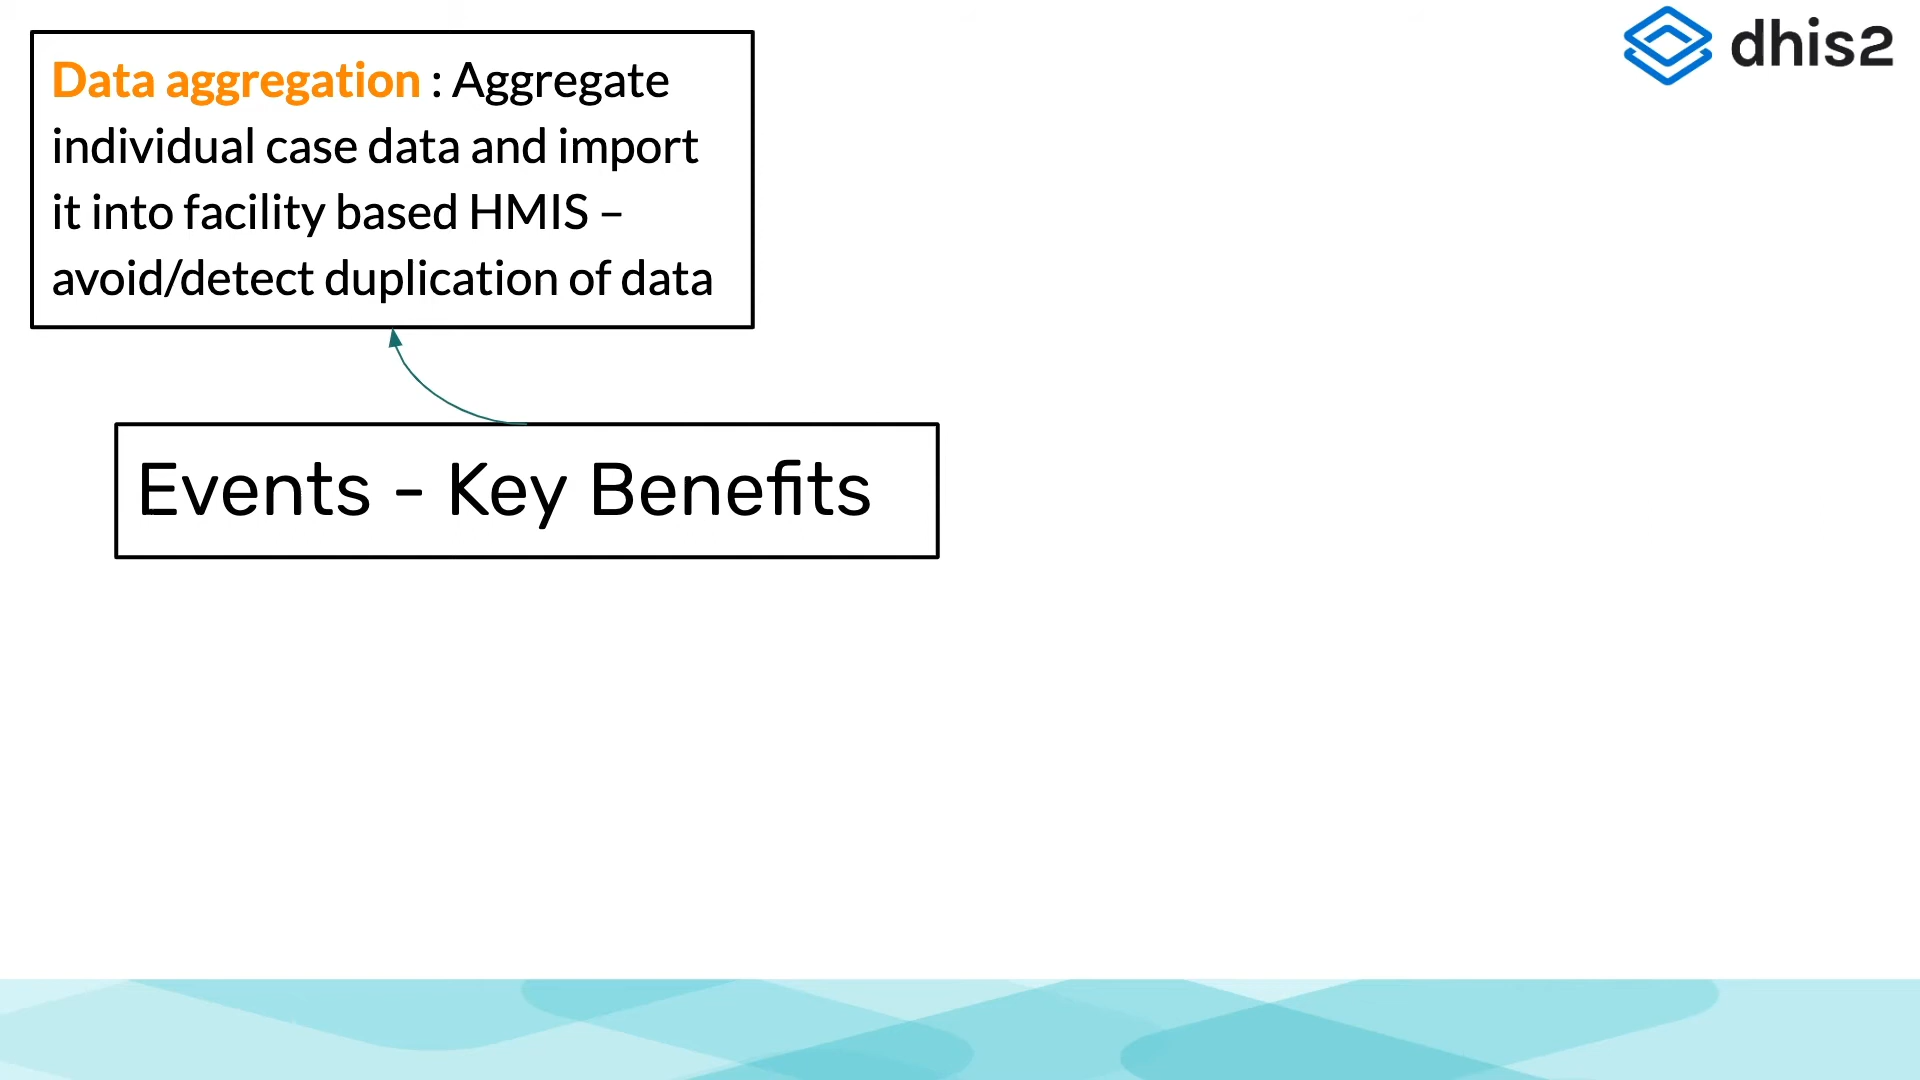 Data aggregation : Aggregate
individual case data and import
it into facility based HMIS –
avoid/detect duplication of data
dhis2
Events - Key Benefits